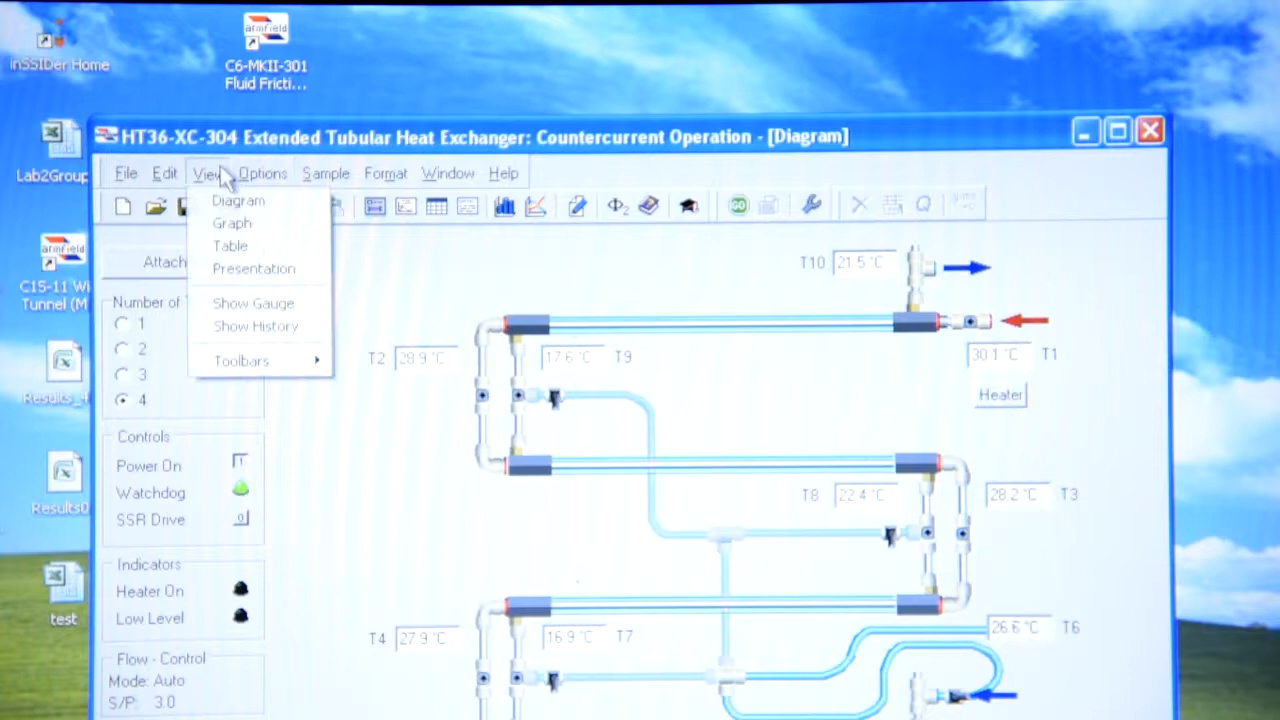 armfield
inSSIDer Home
C6-MKII-301
Fluid Fricti...
HT36-XC-304 Extended Tubular Heat Exchanger: Countercurrent Operation - [Diagram]
Lab2Group
File Edit View Options Sample Format Window Help
Diagram
Graph
Table
Presentation
Show Gauge
Show History
Toolbars
GO
armfield
C15-11 Wi
Tunnel (M
Attach
Number of
1
2
3
4
T10 21.5 °C
T2 28.9 °C
17.6 °C T9
30.1 °C T1
Heater
Results_4
Controls
Power On
Watchdog
SSR Drive
T8 22.4 °C
28.2 °C T3
Results0
Indicators
Heater On
Low Level
test
T4 27.9 °C
16.9 °C T7
26.6 °C T6
Flow - Control
Mode: Auto
S/P: 3.0